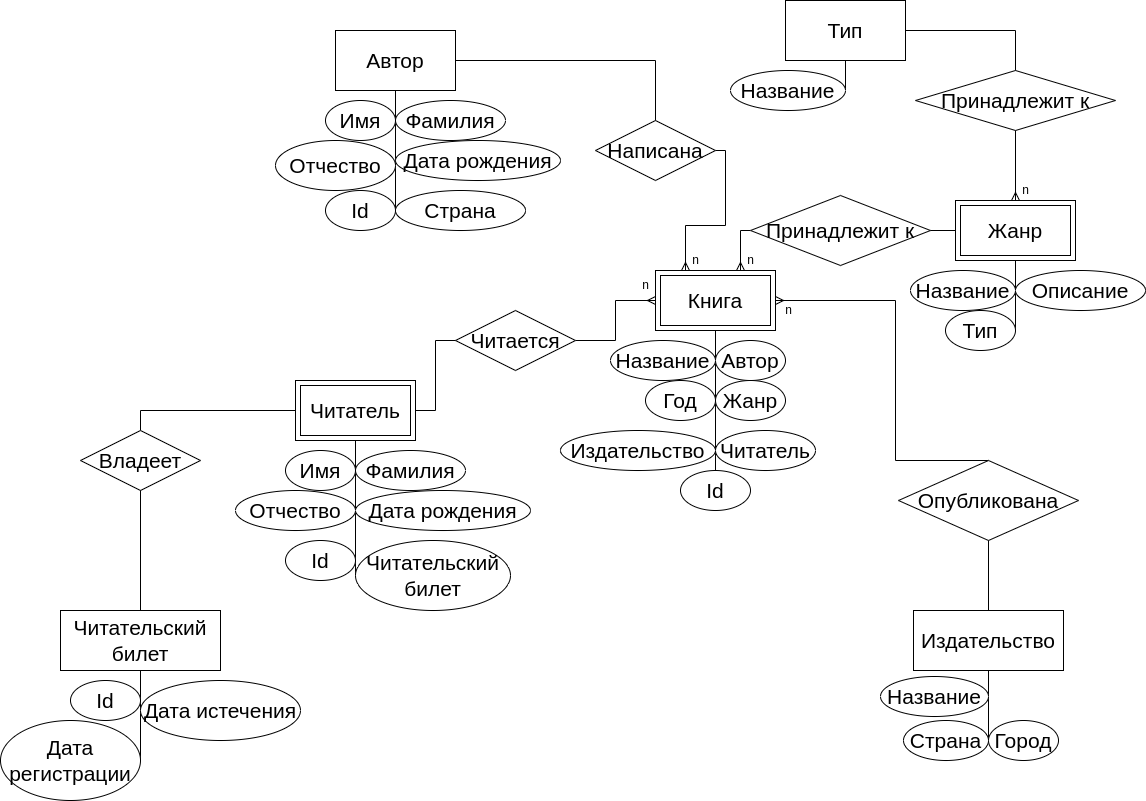 Тип
Автор
Название
Принадлежит к
Имя
Фамилия
Написана
Отчество
Дата рождения
n
Id
Страна
Принадлежит к
Жанр
n
n
n
Книга
Название
Описание
n
Тип
Читается
Название
Автор
Год
Жанр
Читатель
Издательство
Читатель
Id
Владеет
Имя
Фамилия
Отчество
Дата рождения
Опубликована
Id
Читательский
билет
Читательский
билет
Издательство
Id
Дата истечения
Название
Дата
регистрации
Страна
Город